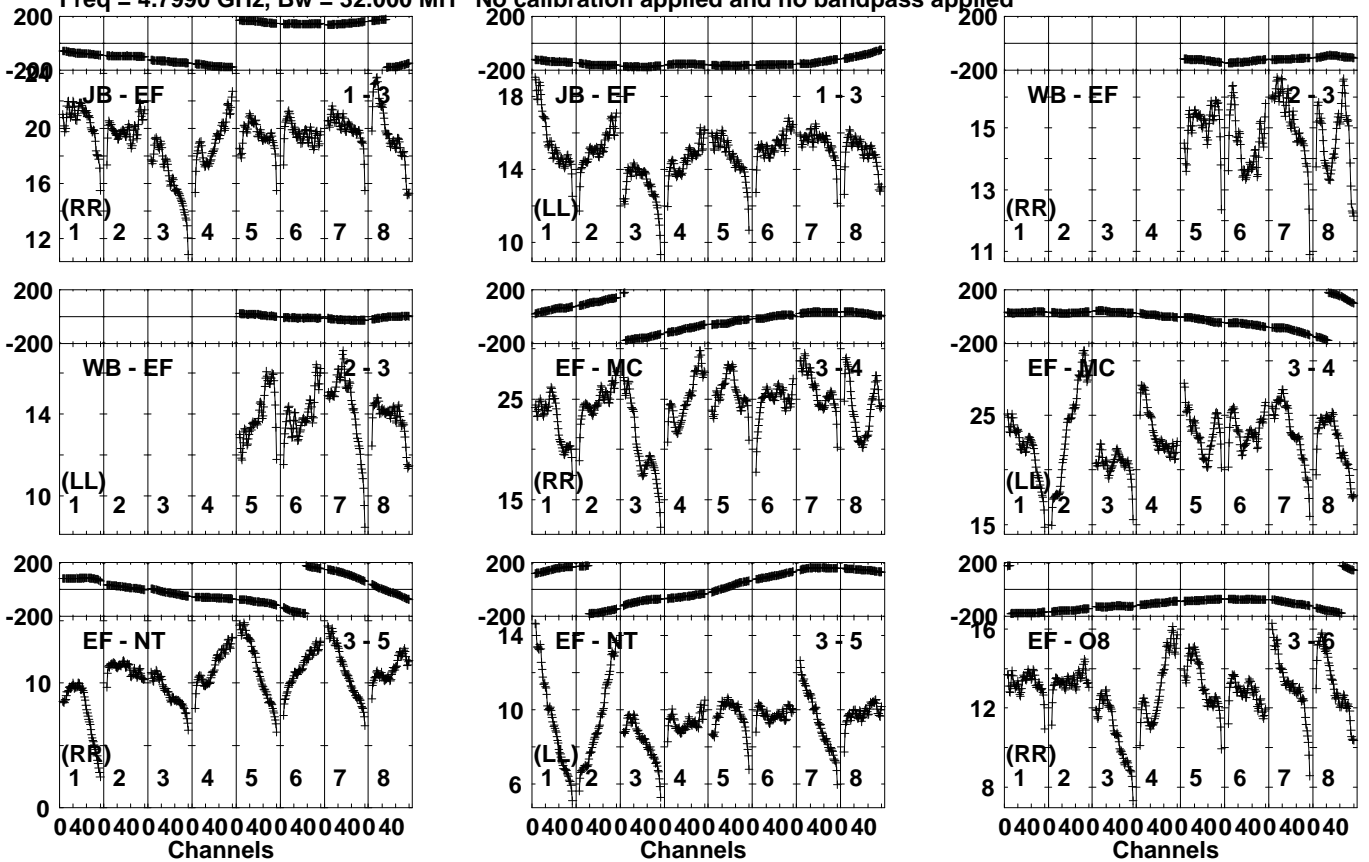 Freq = 4.7990 GHz, Bw = 32.000 MH No calibration applied and no bandpass applied
200 200 200
-200 -200 -200
24
JB - EF 1 - 3 JB - EF 1 - 3 WB - EF 2 - 3
20 18 15
16 14 13
(RR) (LL) (RR)
1 2 3 4 5 6 7 8 1 2 3 4 5 6 7 8 1 2 3 4 5 6 7 8
12 10 11
200 200 200
-200 -200 -200
WB - EF 2 - 3 EF - MC 3 - 4 EF - MC 3 - 4
14 25 25
10 15 15
(LL) (RR) (LL)
1 2 3 4 5 6 7 8 1 2 3 4 5 6 7 8 1 2 3 4 5 6 7 8
200 200 200
-200 -200 -200
EF - NT 3 - 5 EF - NT 3 - 5 EF - O8 3 - 6
14 16
10 10 12
(RR) (LL) (RR)
1 2 3 4 5 6 7 8 1 2 3 4 5 6 7 8 1 2 3 4 5 6 7 8
0 6 8
0 40 0 40 0 40 0 40 0 40 0 40 0 40 0 40 0 40 0 40 0 40 0 40 0 40 0 40 0 40 0 40 0 40 0 40 0 40 0 40 0 40 0 40 0 40 0 40
Channels Channels Channels